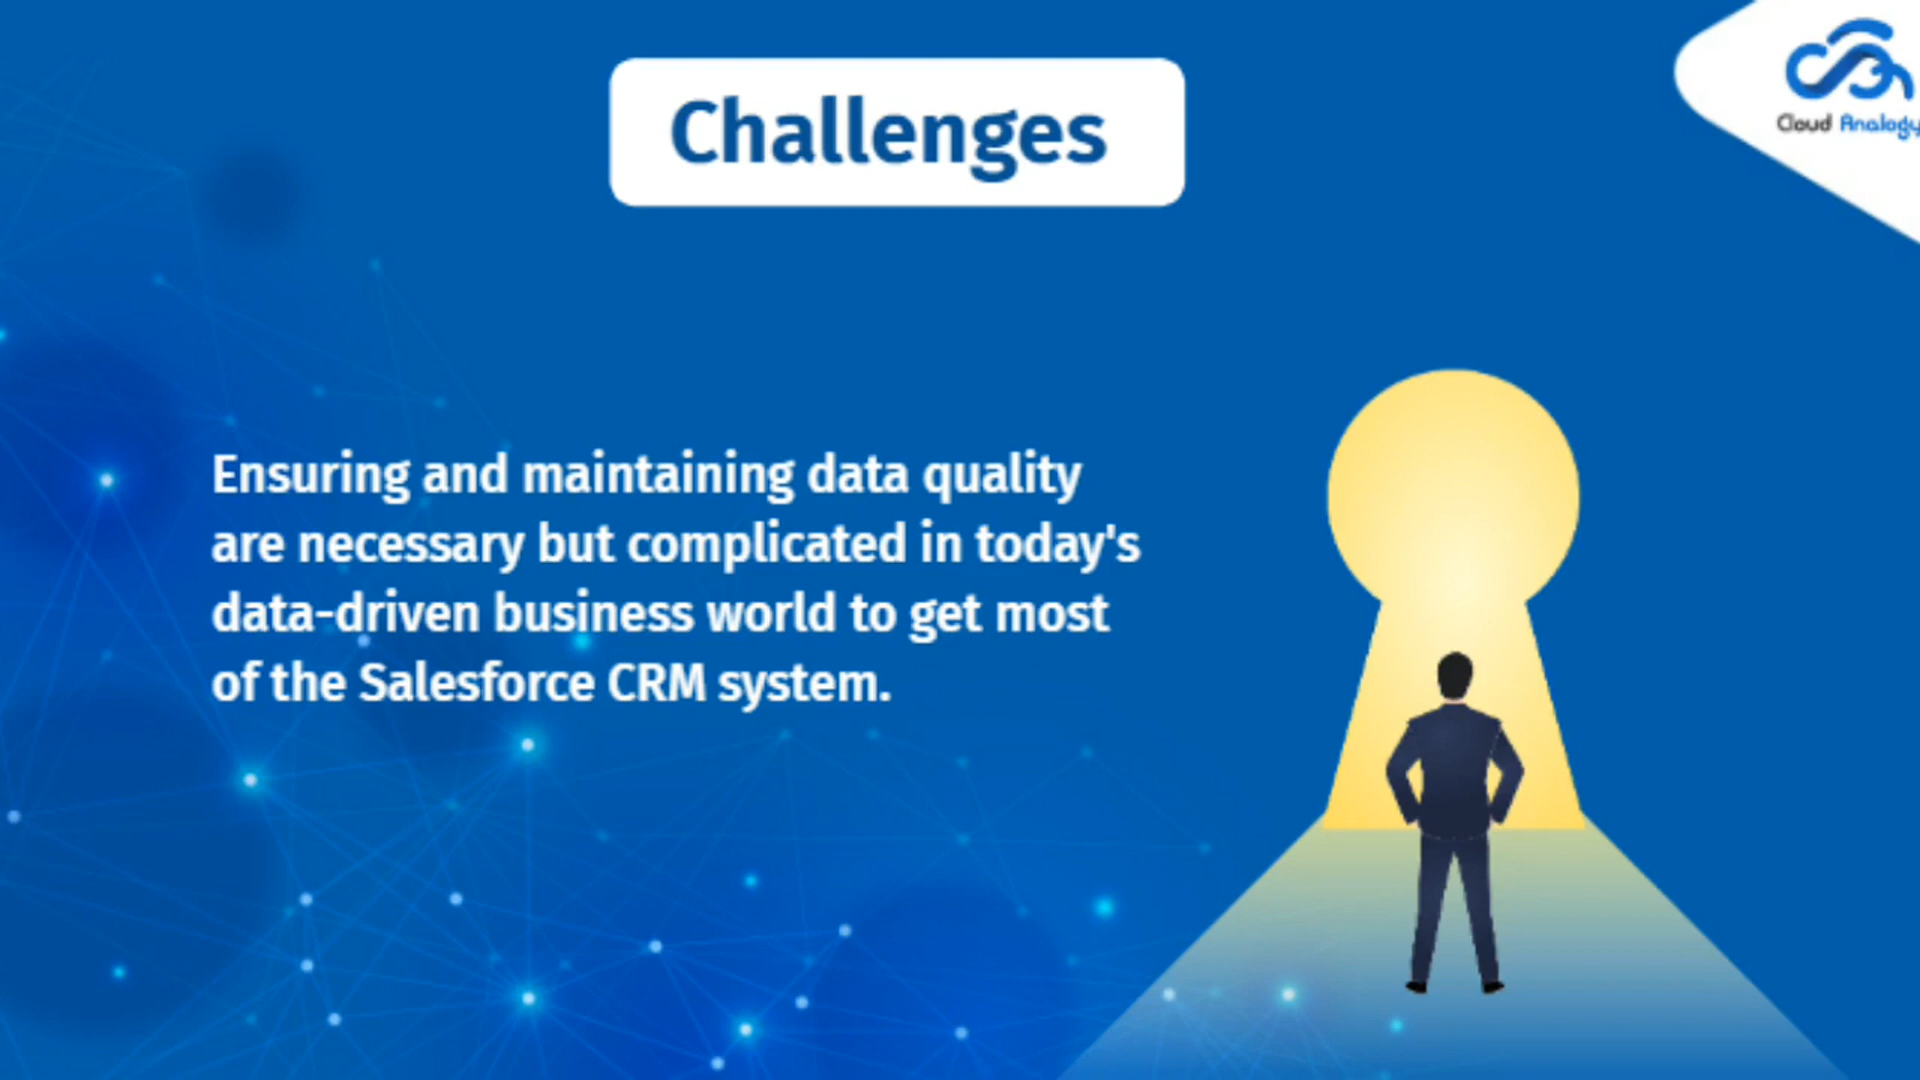 Challenges
Cloud Analogy
Ensuring and maintaining data quality
are necessary but complicated in today's
data-driven business world to get most
of the Salesforce CRM system.